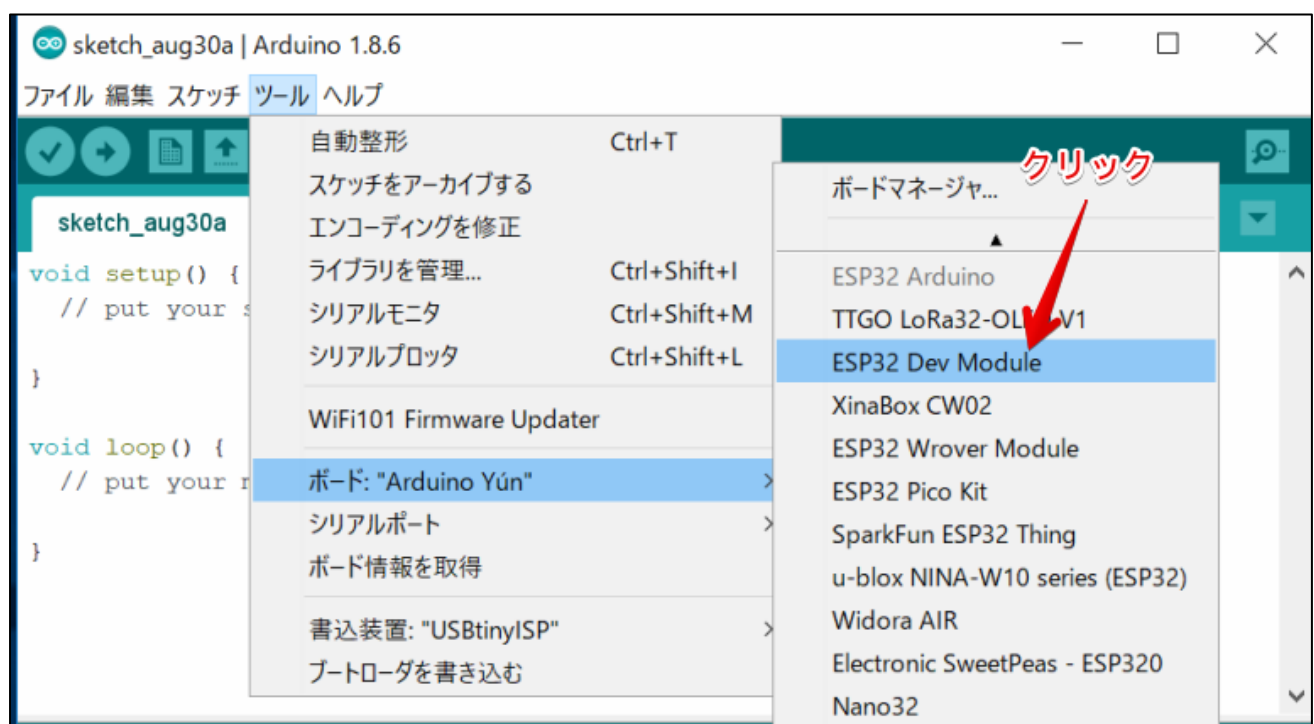 sketch_aug30a | Arduino 1.8.6
ファイル 編集 スケッチ ツール ヘルプ
sketch_aug30a
void setup() {
// put your s
}
void loop() {
// put your r
}
自動整形 Ctrl+T
スケッチをアーカイブする
エンコーディングを修正
ライブラリを管理... Ctrl+Shift+I
シリアルモニタ Ctrl+Shift+M
シリアルプロッタ Ctrl+Shift+L
WiFi101 Firmware Updater
ボード: "Arduino Yún"
シリアルポート
ボード情報を取得
書込装置: "USBtinyISP"
ブートローダを書き込む
クリック
ボードマネージャ...
ESP32 Arduino
TTGO LoRa32-OL V1
ESP32 Dev Module
XinaBox CW02
ESP32 Wrover Module
ESP32 Pico Kit
SparkFun ESP32 Thing
u-blox NINA-W10 series (ESP32)
Widora AIR
Electronic SweetPeas - ESP320
Nano32